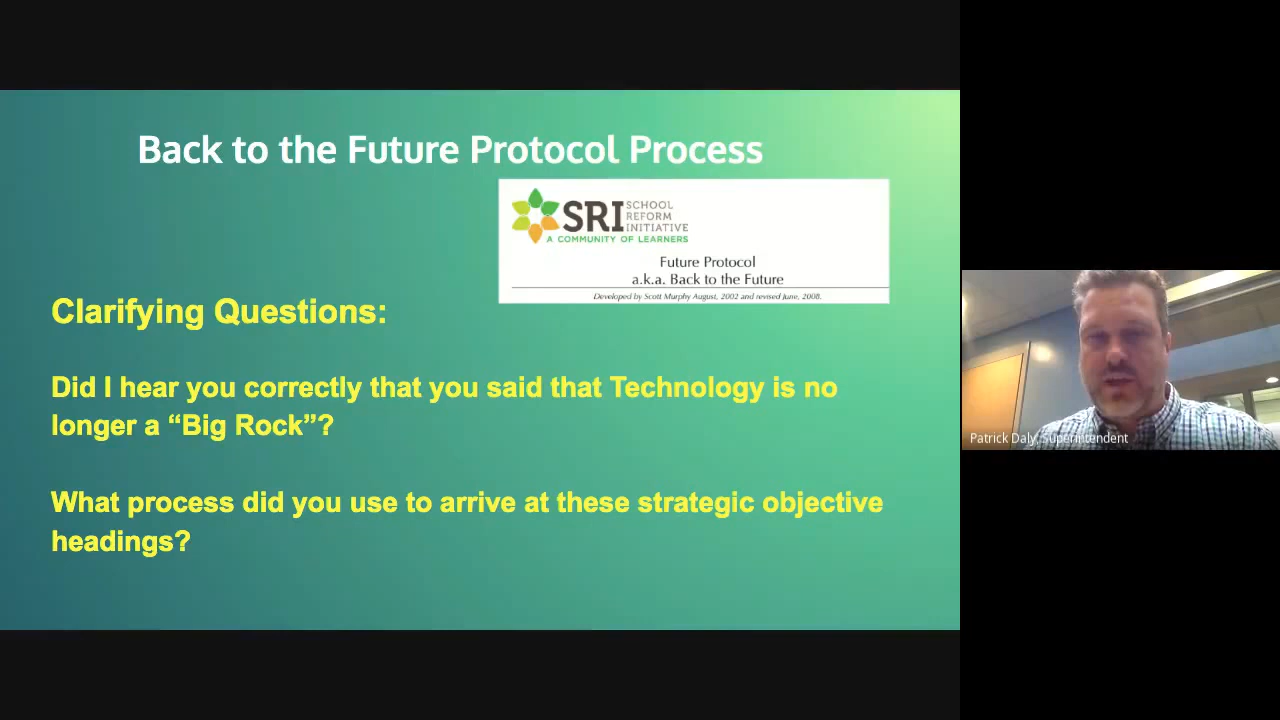 Back to the Future Protocol Process
SRI SCHOOL
REFORM
INITIATIVE
A COMMUNITY OF LEARNERS
Future Protocol
a.k.a. Back to the Future
Developed by Scott Murphy August, 2002 and revised June, 2008.
Clarifying Questions:
Did I hear you correctly that you said that Technology is no
longer a “Big Rock”?
What process did you use to arrive at these strategic objective
headings?
Patrick Daly, Superintendent